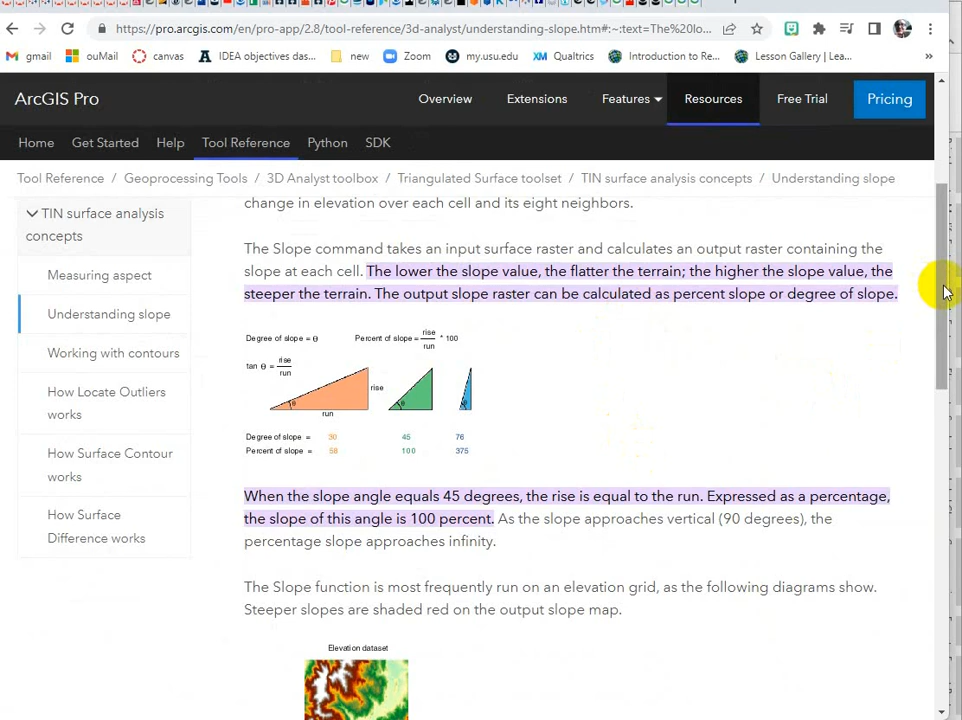 https://pro.arcgis.com/en/pro-app/2.8/tool-reference/3d-analyst/understanding-slope.htm#:~:text=The%20lo...
gmail ouMail canvas IDEA objectives das... new Zoom my.usu.edu XM Qualtrics Introduction to Re... Lesson Gallery | Lea... »
ArcGIS Pro Overview Extensions Features Resources Free Trial Pricing
Home Get Started Help Tool Reference Python SDK
Tool Reference / Geoprocessing Tools / 3D Analyst toolbox / Triangulated Surface toolset / TIN surface analysis concepts / Understanding slope
TIN surface analysis
concepts
Measuring aspect
Understanding slope
Working with contours
How Locate Outliers
works
How Surface Contour
works
How Surface
Difference works
change in elevation over each cell and its eight neighbors.
The Slope command takes an input surface raster and calculates an output raster containing the
slope at each cell. The lower the slope value, the flatter the terrain; the higher the slope value, the
steeper the terrain. The output slope raster can be calculated as percent slope or degree of slope.
Degree of slope = θ Percent of slope = rise
run * 100
tan θ = rise
run
rise
θ θ θ
run
Degree of slope = 30 45 76
Percent of slope = 58 100 375
When the slope angle equals 45 degrees, the rise is equal to the run. Expressed as a percentage,
the slope of this angle is 100 percent. As the slope approaches vertical (90 degrees), the
percentage slope approaches infinity.
The Slope function is most frequently run on an elevation grid, as the following diagrams show.
Steeper slopes are shaded red on the output slope map.
Elevation dataset